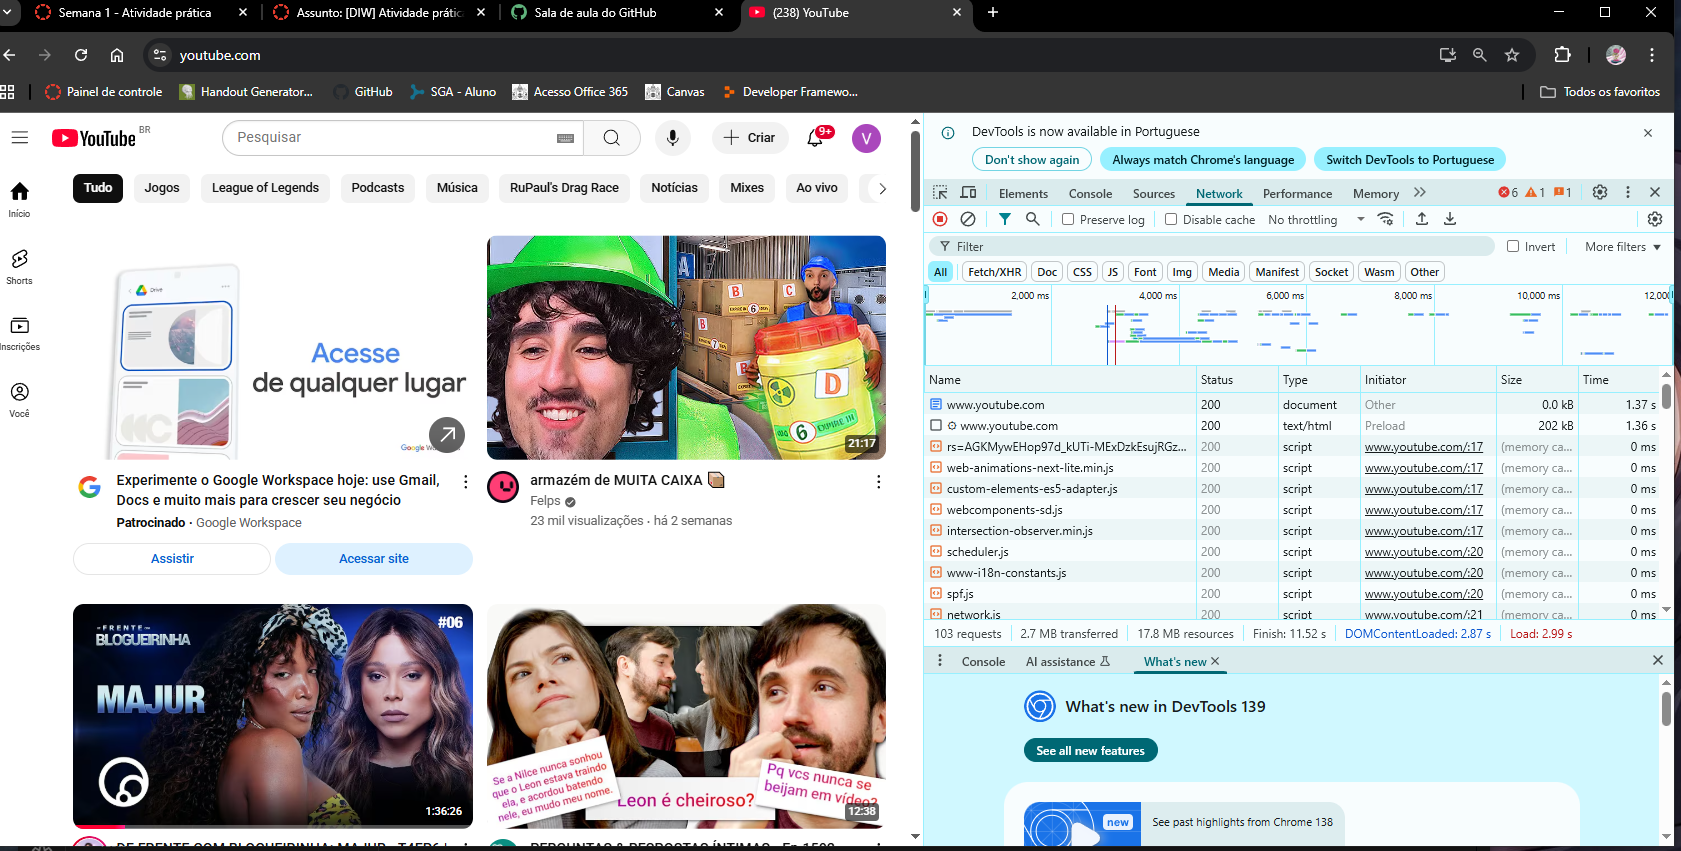 Semana 1 - Atividade prática
Assunto: [DIW] Atividade prátic
Sala de aula do GitHub
(238) YouTube
youtube.com
Painel de controle
Handout Generator...
GitHub
SGA - Aluno
Acesso Office 365
Canvas
Developer Framewo...
Todos os favoritos
YouTube BR
Pesquisar
Criar
9+
V
Tudo
Jogos
League of Legends
Podcasts
Música
RuPaul's Drag Race
Notícias
Mixes
Ao vivo
Início
Shorts
Inscrições
Você
Drive
Acesse
de qualquer lugar
Google Wo
Experimente o Google Workspace hoje: use Gmail,
Docs e muito mais para crescer seu negócio
Patrocinado · Google Workspace
Assistir
Acessar site
A
B
C
B
B
D
6
7
6
EXPIRE IN
21:17
armazém de MUITA CAIXA
Felps
23 mil visualizações · há 2 semanas
FRENTE
BLOGUEIRINHA
#06
MAJUR
1:36:26
Se a Nilce nunca sonhou
que o Leon estava traindo
ela, e acordou batendo
nele, eu mudo meu nome.
Leon é cheiroso?
Pq vcs nunca se
beijam em vídeo?
12:38
DE FRENTE COM BLOGUEIRINHA: MAJUR - T4EP6 |
PERGUNTAS & RESPOSTAS ÍNTIMAS - Ep.1508
DevTools is now available in Portuguese
Don't show again
Always match Chrome's language
Switch DevTools to Portuguese
Elements
Console
Sources
Network
Performance
Memory
6
1
1
Preserve log
Disable cache
No throttling
Filter
Invert
More filters
All
Fetch/XHR
Doc
CSS
JS
Font
Img
Media
Manifest
Socket
Wasm
Other
2,000 ms
4,000 ms
6,000 ms
8,000 ms
10,000 ms
12,00
Name Status Type Initiator Size Time
www.youtube.com 200 document Other 0.0 kB 1.37 s
www.youtube.com 200 text/html Preload 202 kB 1.36 s
rs=AGKMywEHop97d_kUTi-MExDzkEsujRGz... 200 script www.youtube.com/:17 (memory ca... 0 ms
web-animations-next-lite.min.js 200 script www.youtube.com/:17 (memory ca... 0 ms
custom-elements-es5-adapter.js 200 script www.youtube.com/:17 (memory ca... 0 ms
webcomponents-sd.js 200 script www.youtube.com/:17 (memory ca... 0 ms
intersection-observer.min.js 200 script www.youtube.com/:17 (memory ca... 0 ms
scheduler.js 200 script www.youtube.com/:20 (memory ca... 0 ms
www-i18n-constants.js 200 script www.youtube.com/:20 (memory ca... 0 ms
spf.js 200 script www.youtube.com/:20 (memory ca... 0 ms
network.js 200 script www.youtube.com/:21 (memory ca... 0 ms
103 requests
2.7 MB transferred
17.8 MB resources
Finish: 11.52 s
DOMContentLoaded: 2.87 s
Load: 2.99 s
Console
AI assistance
What's new
What's new in DevTools 139
See all new features
new
See past highlights from Chrome 138